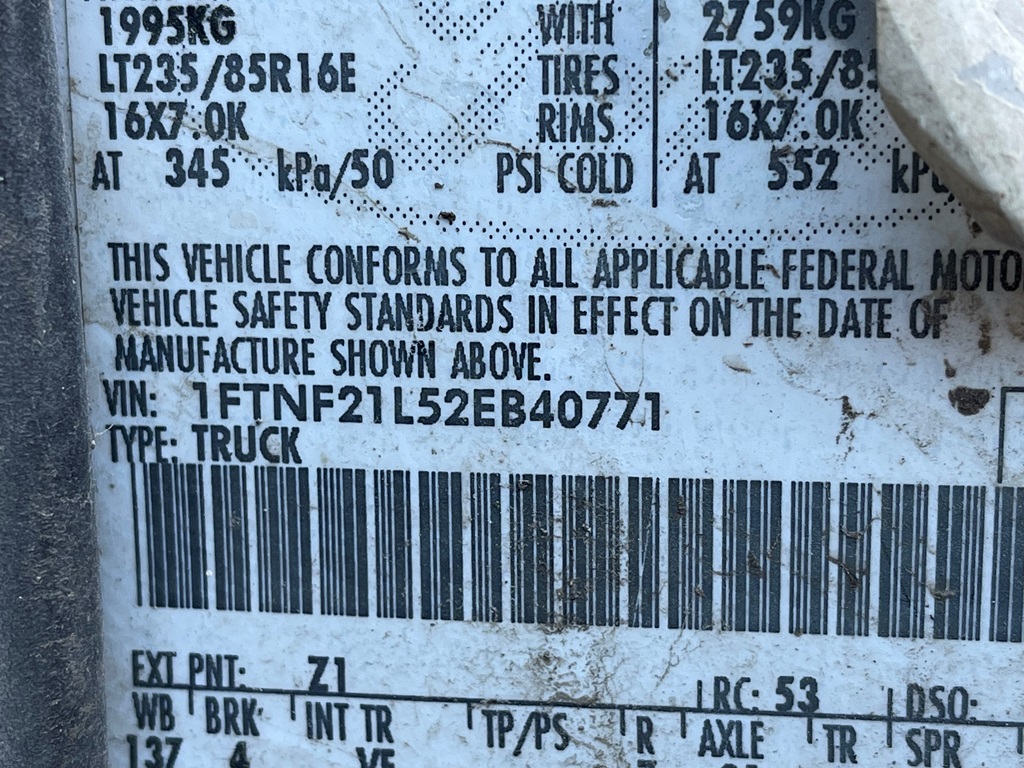 1995KG WITH 2759KG
LT235/85R16E TIRES LT235/85
16X7.0K RIMS 16X7.0K
AT 345 kPa/50 PSI COLD AT 552 kPa
THIS VEHICLE CONFORMS TO ALL APPLICABLE FEDERAL MOTO
VEHICLE SAFETY STANDARDS IN EFFECT ON THE DATE OF
MANUFACTURE SHOWN ABOVE.
VIN: 1FTNF21L52EB40771
TYPE: TRUCK
EXT PNT: Z1 RC: 53 DSO:
WB BRK INT TR TP/PS R AXLE TR SPR
137 4